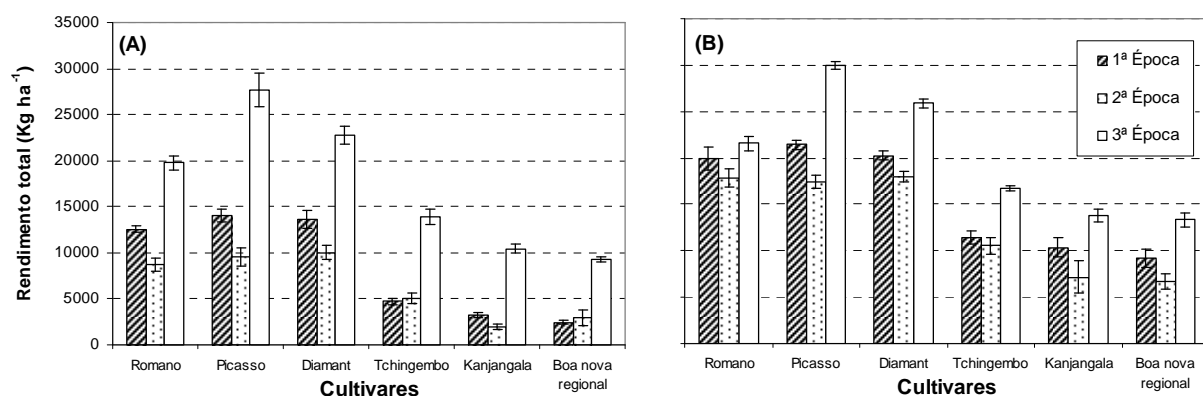 (A)
Rendimento total (Kg ha⁻¹)
35000
30000
25000
20000
15000
10000
5000
0
Romano Picasso Diamant Tchingembo Kanjangala Boa nova
regional
Cultivares
(B)
1ª Época
2ª Época
3ª Época
Romano Picasso Diamant Tchingembo Kanjangala Boa nova
regional
Cultivares